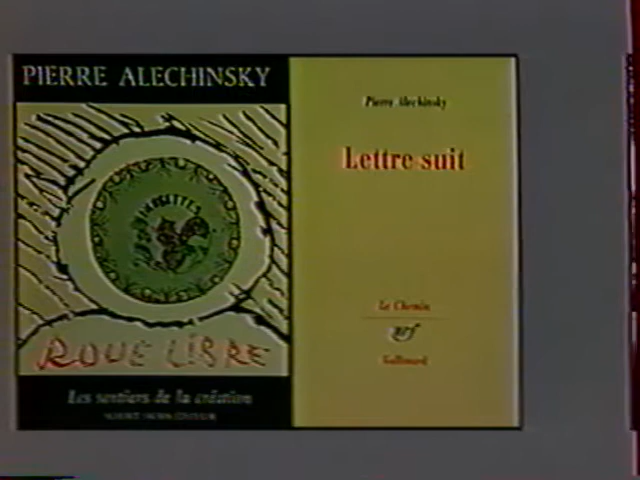 PIERRE ALECHINSKY
ROUE LIBRE
Les sentiers de la création
Pierre Alechinsky
Lettre suit
Le Chemin
nrf
Gallimard